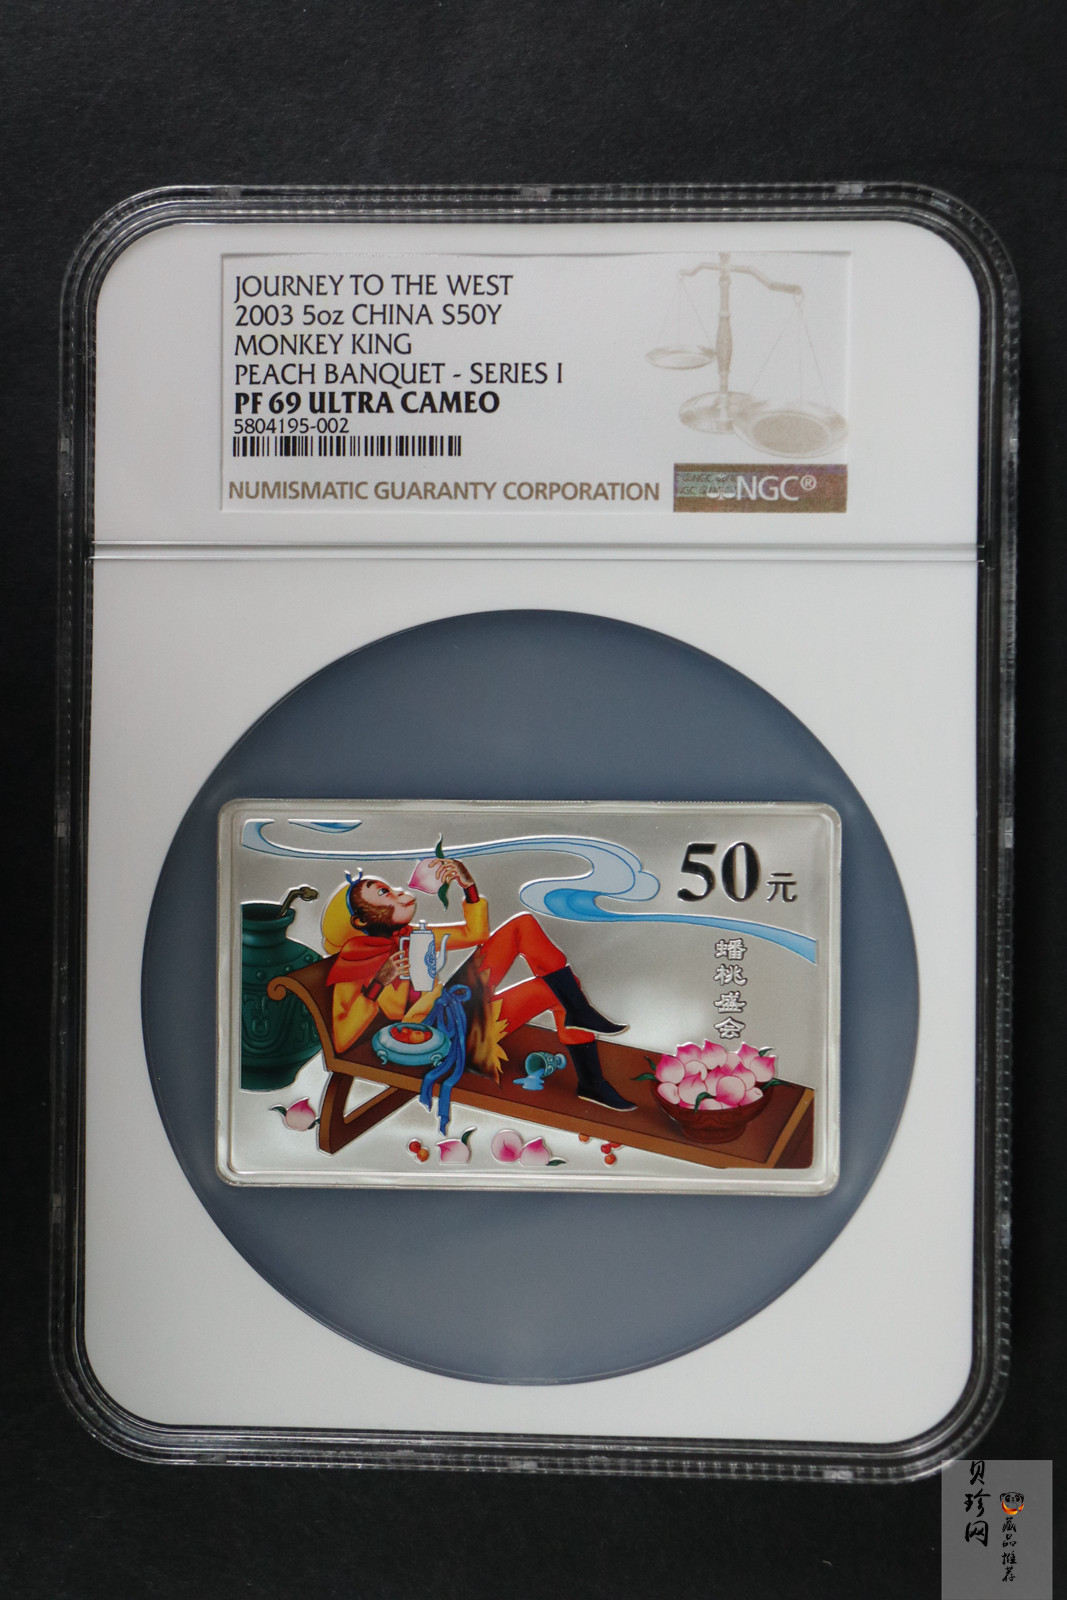 JOURNEY TO THE WEST
2003 5oz CHINA S50Y
MONKEY KING
PEACH BANQUET - SERIES I
PF 69 ULTRA CAMEO
5804195-002
NUMISMATIC GUARANTY CORPORATION
NGC®
50元
蟠桃盛会
贝珍网
藏品推荐